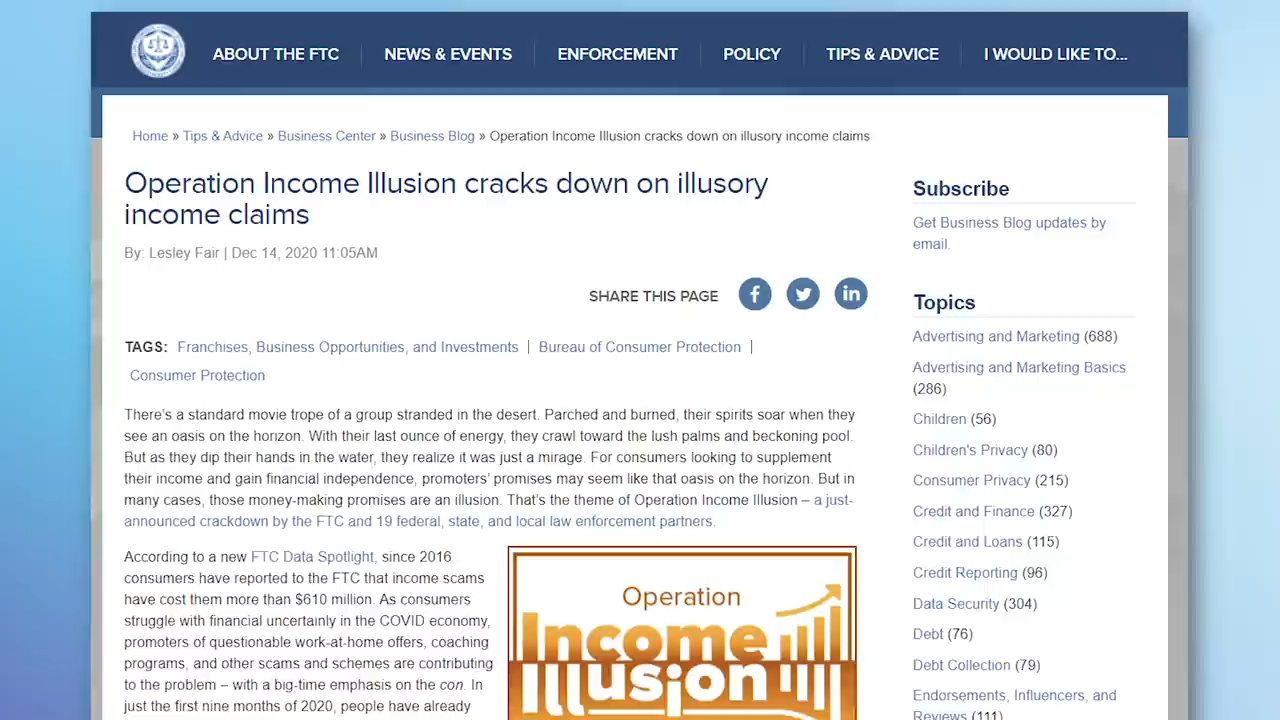 ABOUT THE FTC
NEWS & EVENTS
ENFORCEMENT
POLICY
TIPS & ADVICE
I WOULD LIKE TO...
Home » Tips & Advice » Business Center » Business Blog » Operation Income Illusion cracks down on illusory income claims
Operation Income Illusion cracks down on illusory
income claims
By: Lesley Fair | Dec 14, 2020 11:05AM
SHARE THIS PAGE
TAGS: Franchises, Business Opportunities, and Investments | Bureau of Consumer Protection |
Consumer Protection
There's a standard movie trope of a group stranded in the desert. Parched and burned, their spirits soar when they
see an oasis on the horizon. With their last ounce of energy, they crawl toward the lush palms and beckoning pool.
But as they dip their hands in the water, they realize it was just a mirage. For consumers looking to supplement
their income and gain financial independence, promoters' promises may seem like that oasis on the horizon. But in
many cases, those money-making promises are an illusion. That's the theme of Operation Income Illusion – a just-
announced crackdown by the FTC and 19 federal, state, and local law enforcement partners.
According to a new FTC Data Spotlight, since 2016
consumers have reported to the FTC that income scams
have cost them more than $610 million. As consumers
struggle with financial uncertainly in the COVID economy,
promoters of questionable work-at-home offers, coaching
programs, and other scams and schemes are contributing
to the problem – with a big-time emphasis on the con. In
just the first nine months of 2020, people have already
Operation
Income
Illusion
Subscribe
Get Business Blog updates by
email.
Topics
Advertising and Marketing (688)
Advertising and Marketing Basics
(286)
Children (56)
Children's Privacy (80)
Consumer Privacy (215)
Credit and Finance (327)
Credit and Loans (115)
Credit Reporting (96)
Data Security (304)
Debt (76)
Debt Collection (79)
Endorsements, Influencers, and
Reviews (111)